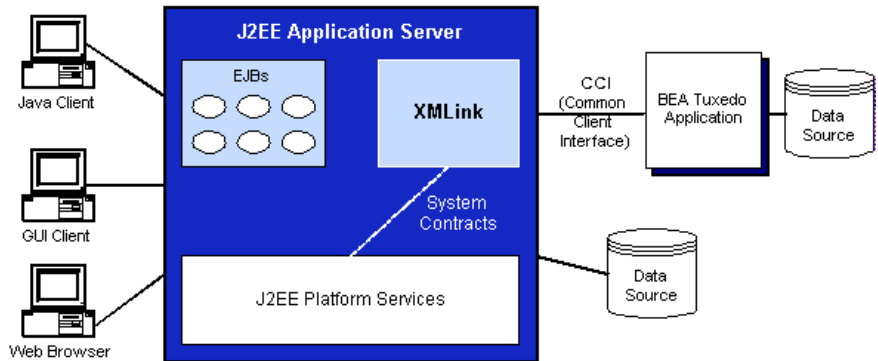 J2EE Application Server
EJBs
XMLink
Java Client
CCI
(Common
Client
Interface)
BEA Tuxedo
Application
Data
Source
System
Contracts
GUI Client
Data
Source
J2EE Platform Services
Web Browser